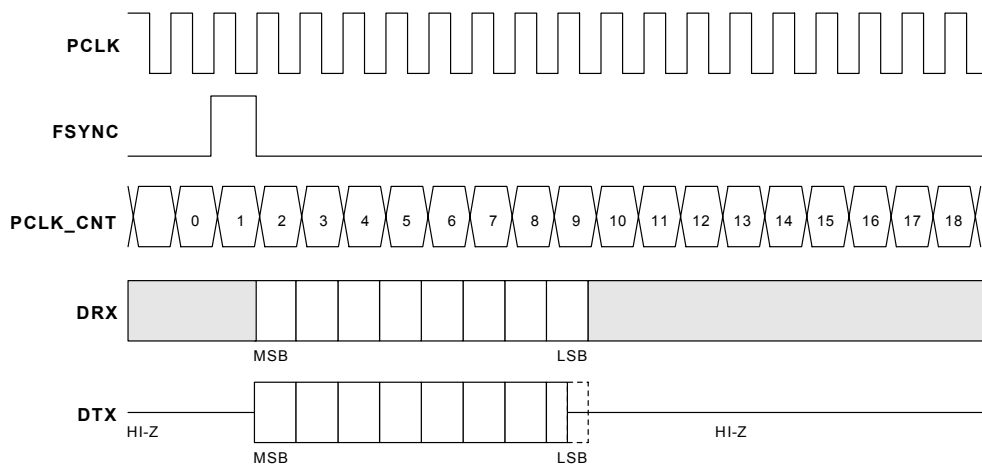 PCLK
FSYNC
PCLK_CNT 0 1 2 3 4 5 6 7 8 9 10 11 12 13 14 15 16 17 18
DRX
MSB LSB
DTX
HI-Z HI-Z
MSB LSB